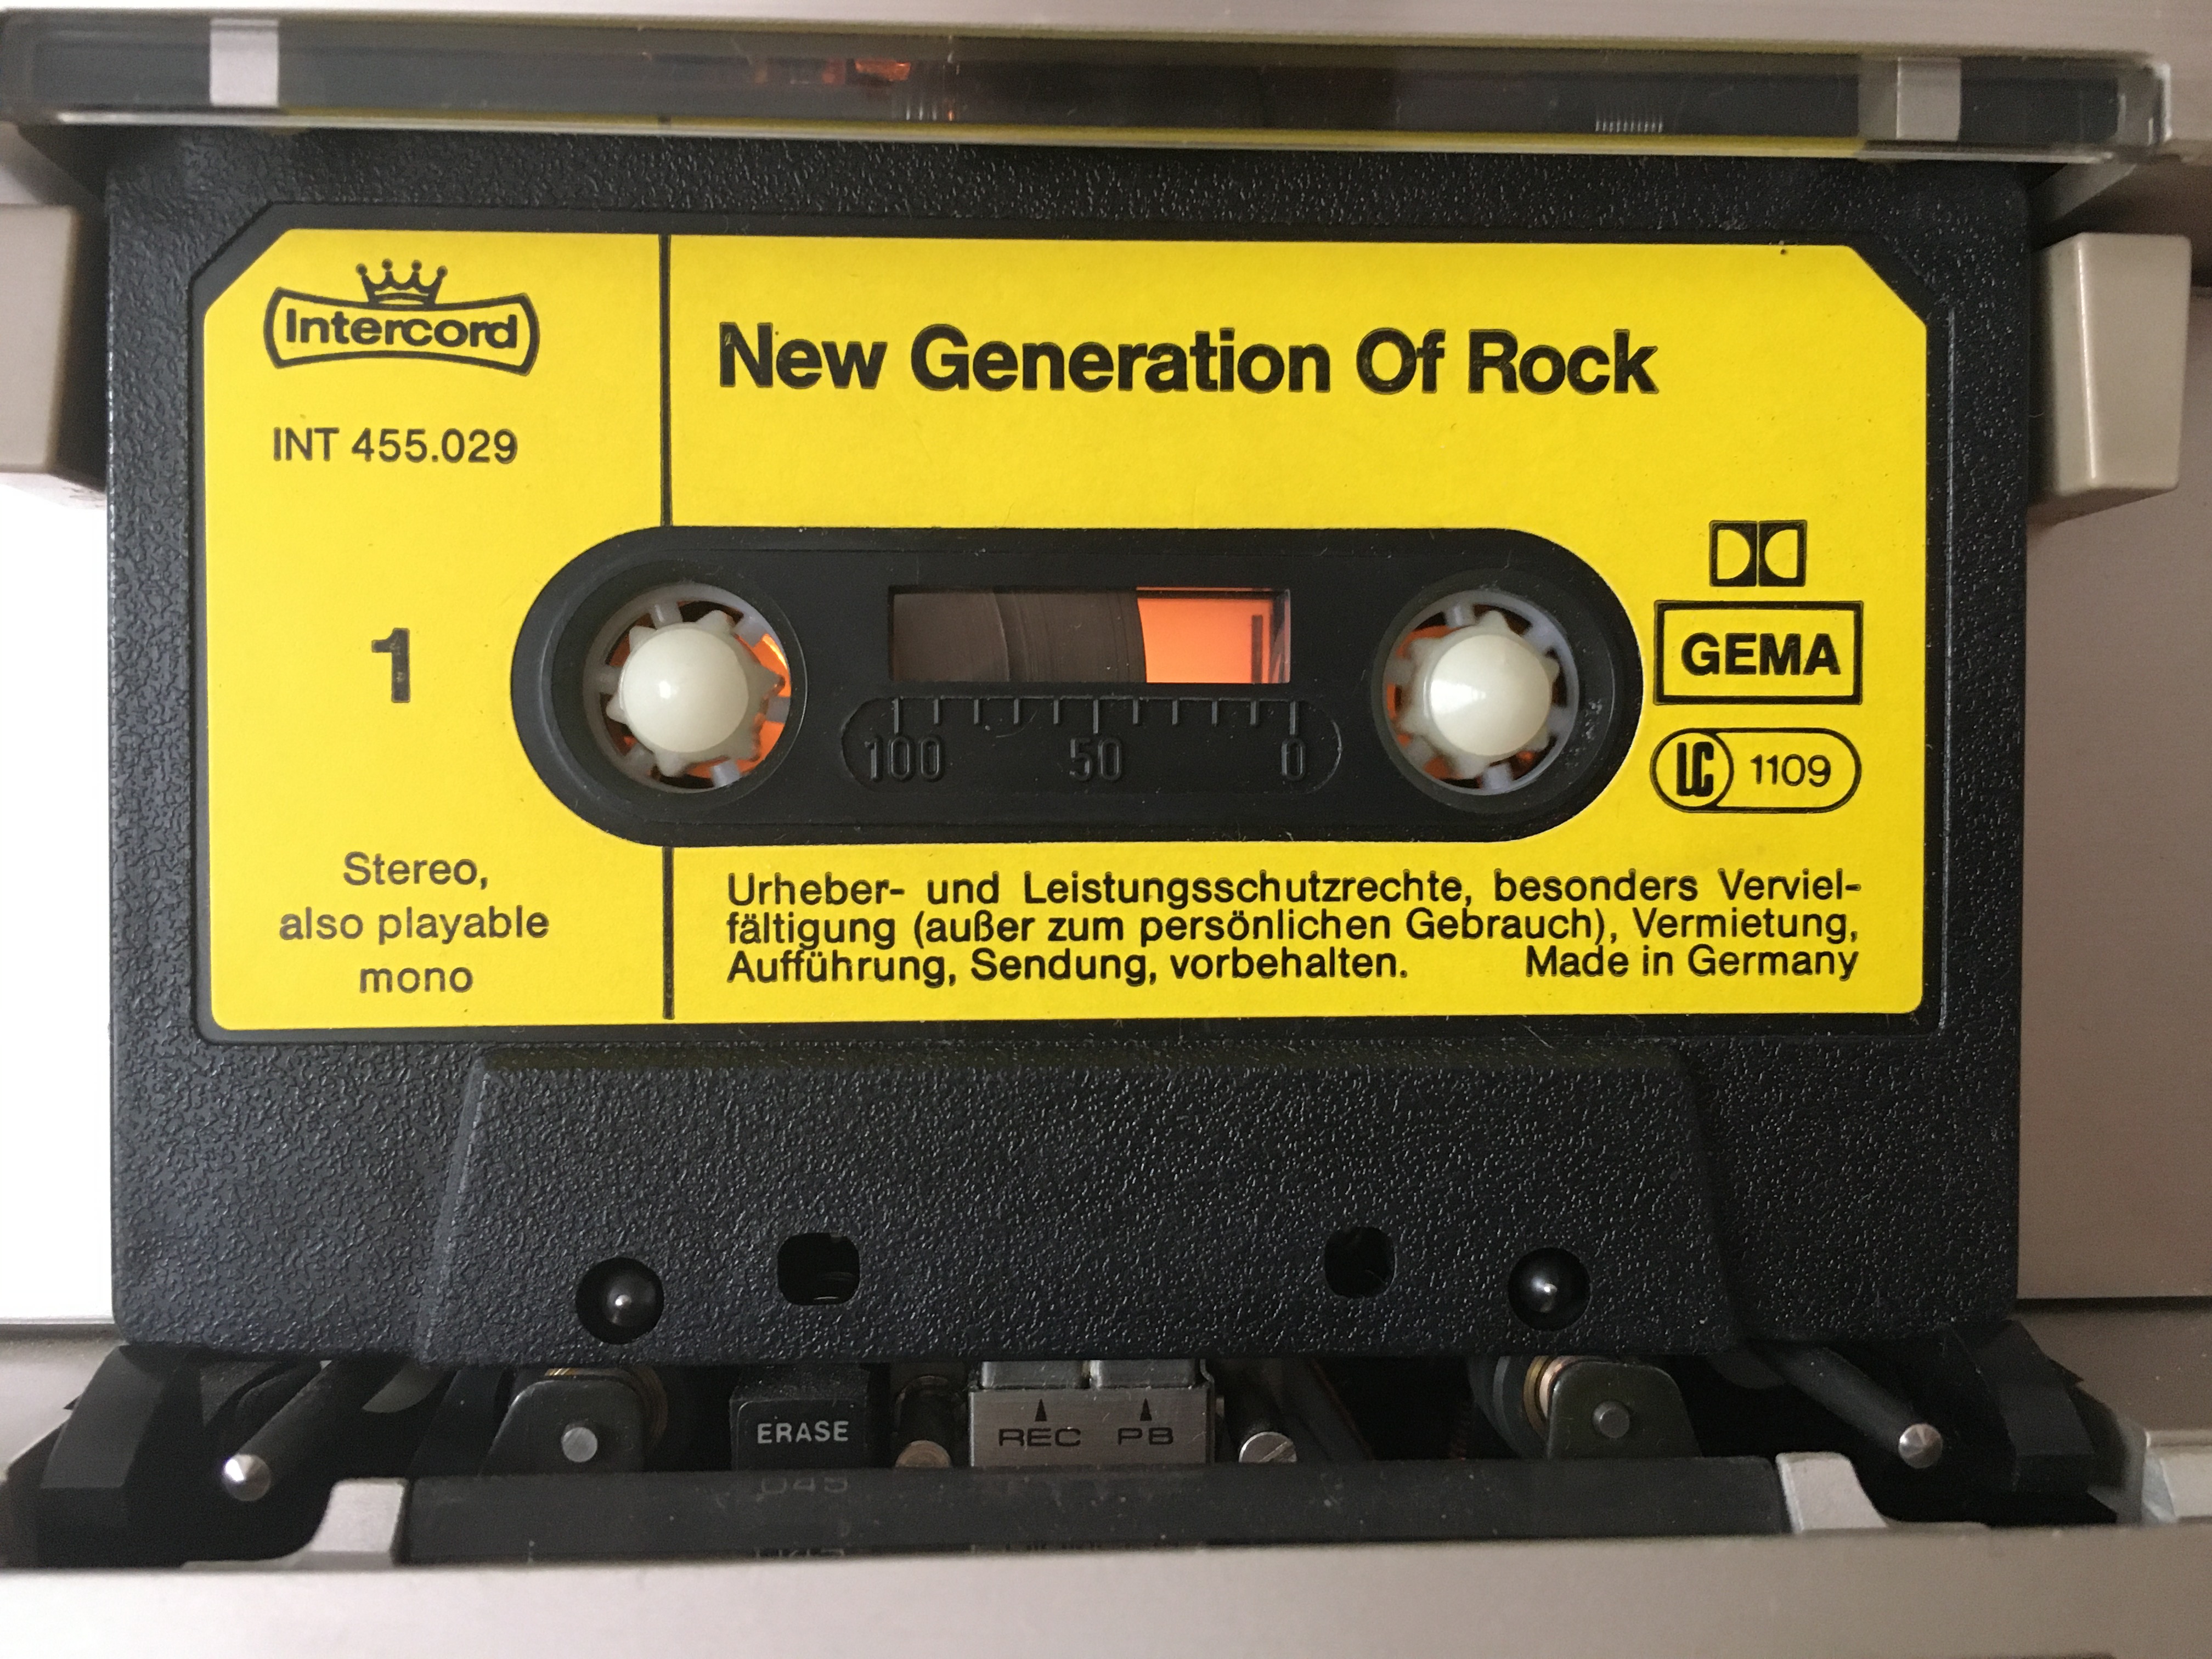 Intercord
INT 455.029
New Generation Of Rock
1
100 50 0
GEMA
LC 1109
Stereo,
also playable
mono
Urheber- und Leistungsschutzrechte, besonders Verviel-
fältigung (außer zum persönlichen Gebrauch), Vermietung,
Aufführung, Sendung, vorbehalten. Made in Germany
ERASE
REC PB